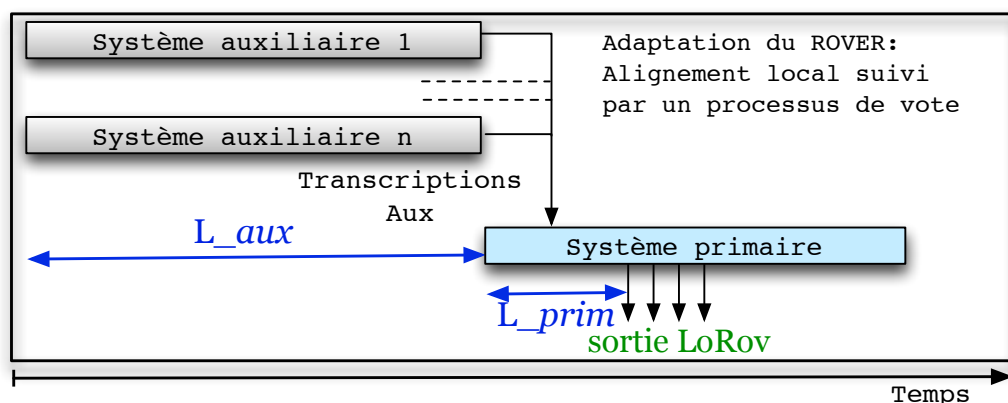 Système auxiliaire 1
Adaptation du ROVER:
Alignement local suivi
par un processus de vote
Système auxiliaire n
Transcriptions
Aux
L_aux
Système primaire
L_prim
sortie LoRov
Temps